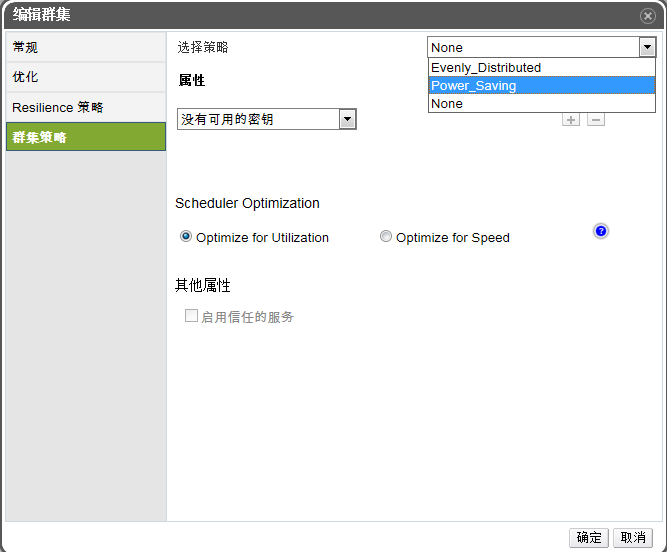 编辑群集
常规
优化
Resilience 策略
群集策略
选择策略
None
Evenly_Distributed
Power_Saving
None
属性
没有可用的密钥
Scheduler Optimization
Optimize for Utilization
Optimize for Speed
其他属性
启用信任的服务
确定
取消